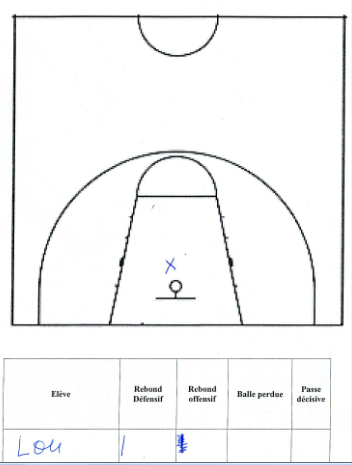 X
Elève Rebond Défensif Rebond offensif Balle perdue Passe décisive
Lou |